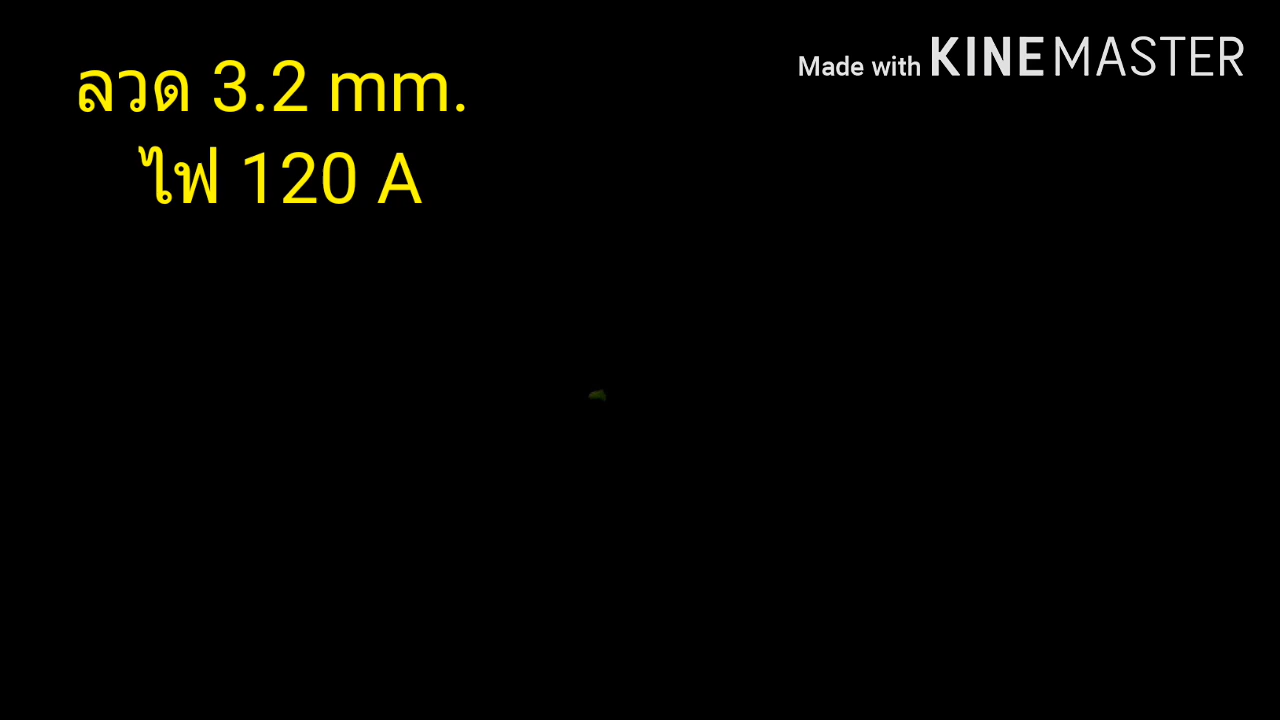 ลวด 3.2 mm.
ไฟ 120 A
Made with KINEMASTER